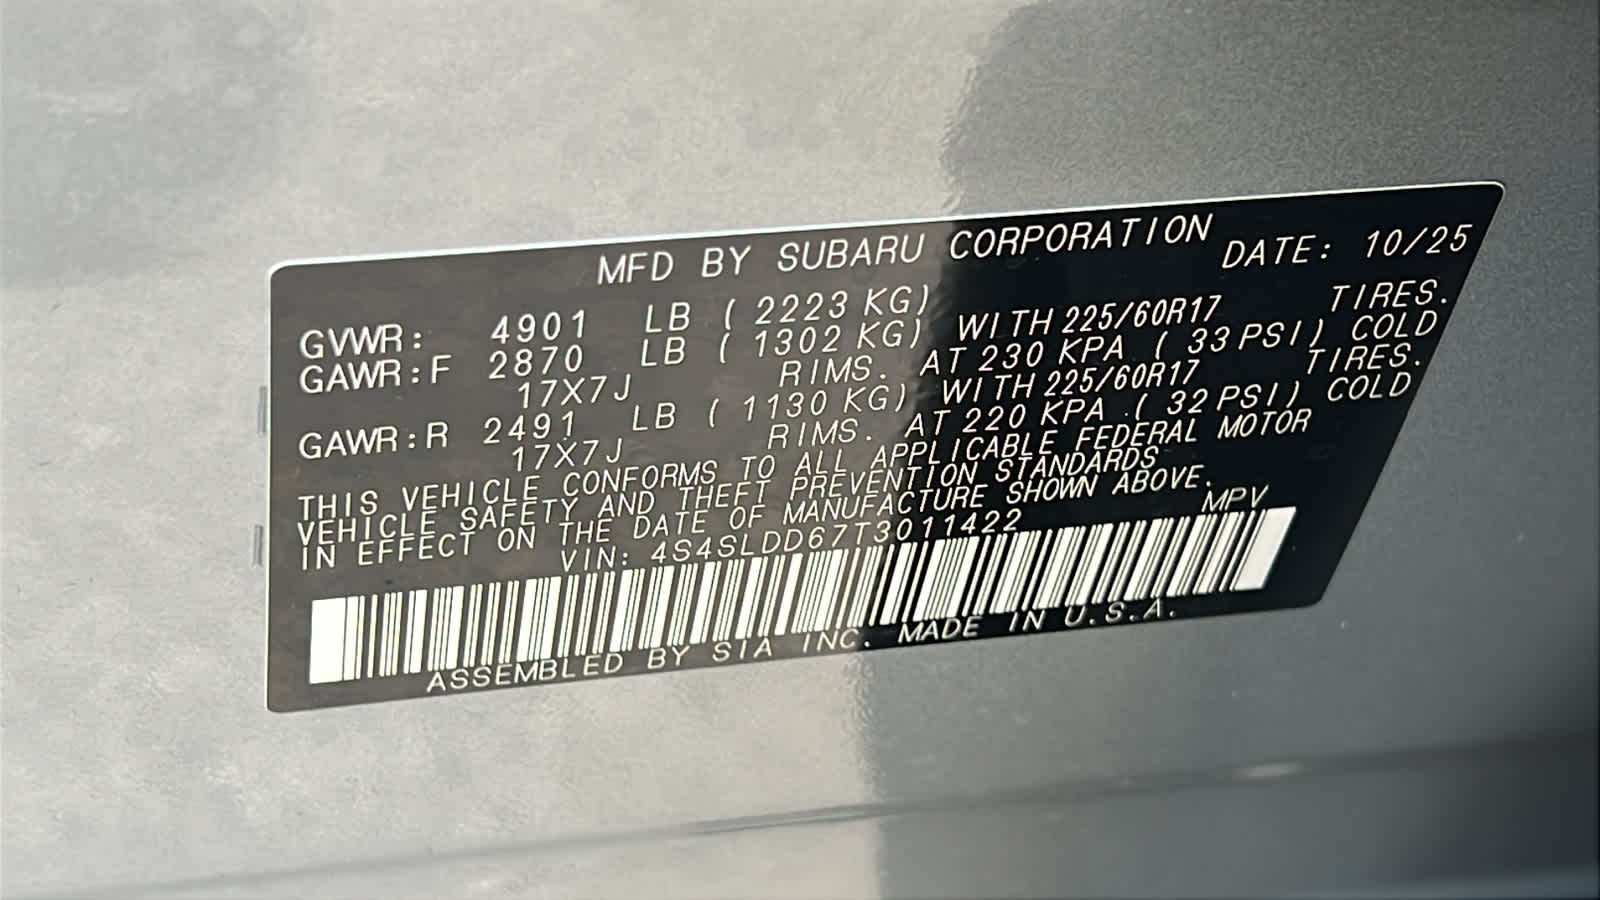 MFD BY SUBARU CORPORATION DATE: 10/25
GVWR: 4901 LB ( 2223 KG)
GAWR:F 2870 LB ( 1302 KG) WITH 225/60R17 TIRES.
17X7J RIMS. AT 230 KPA ( 33 PSI) COLD
GAWR:R 2491 LB ( 1130 KG) WITH 225/60R17 TIRES.
17X7J RIMS. AT 220 KPA ( 32 PSI) COLD
THIS VEHICLE CONFORMS TO ALL APPLICABLE FEDERAL MOTOR
VEHICLE SAFETY AND THEFT PREVENTION STANDARDS
IN EFFECT ON THE DATE OF MANUFACTURE SHOWN ABOVE.
VIN: 4S4SLDD67T3011422 MPV
ASSEMBLED BY SIA INC. MADE IN U.S.A.